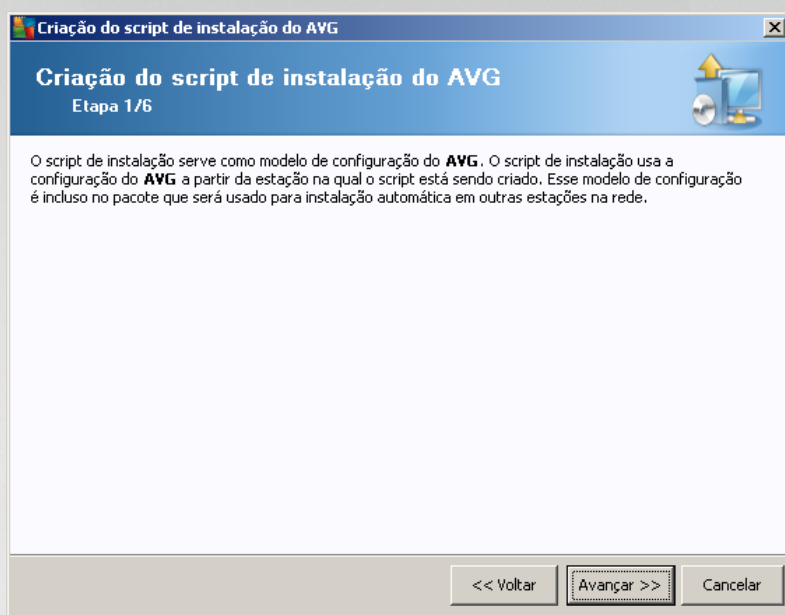 Criação do script de instalação do AVG
Criação do script de instalação do AVG
Etapa 1/6
O script de instalação serve como modelo de configuração do AVG. O script de instalação usa a
configuração do AVG a partir da estação na qual o script está sendo criado. Esse modelo de configuração
é incluso no pacote que será usado para instalação automática em outras estações na rede.
<< Voltar
Avançar >>
Cancelar